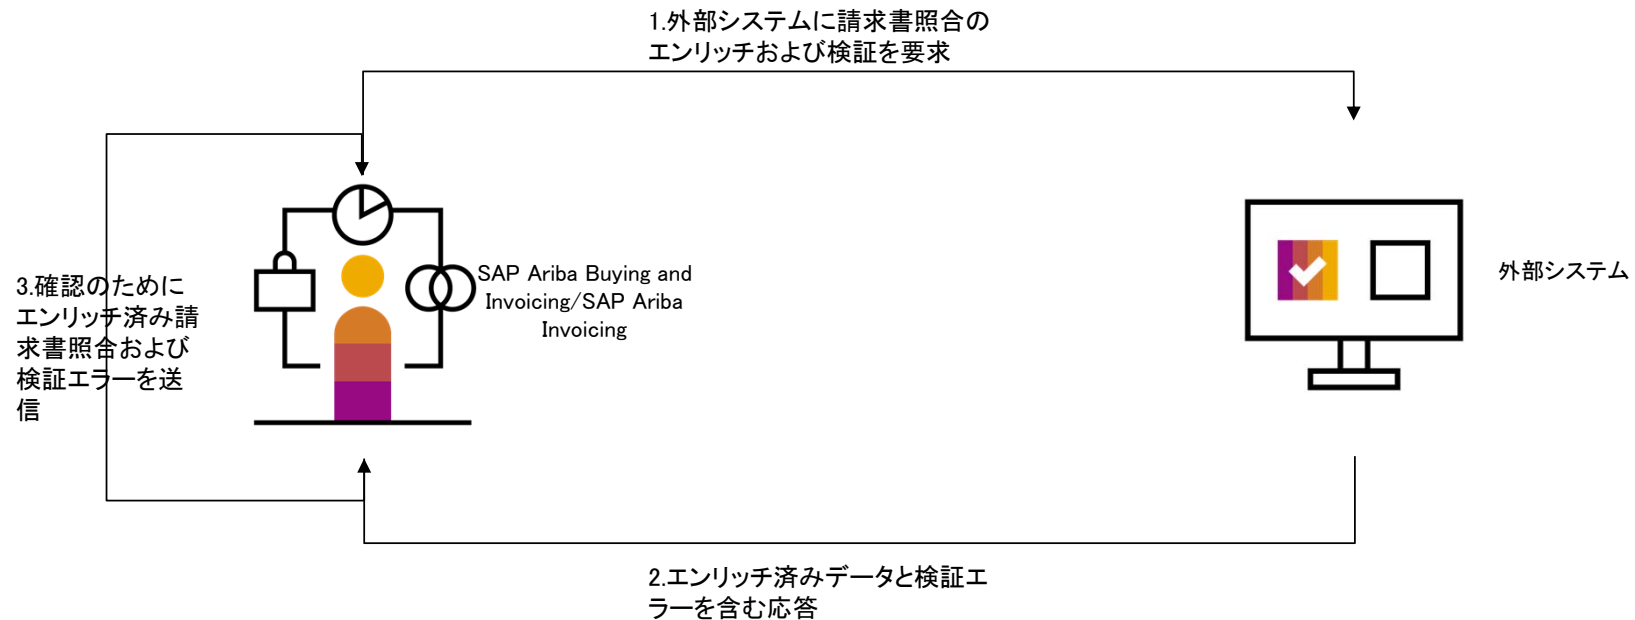 1.外部システムに請求書照合の
エンリッチおよび検証を要求
SAP Ariba Buying and
Invoicing/SAP Ariba
Invoicing
外部システム
3.確認のために
エンリッチ済み請
求書照合および
検証エラーを送
信
2.エンリッチ済みデータと検証エ
ラーを含む応答